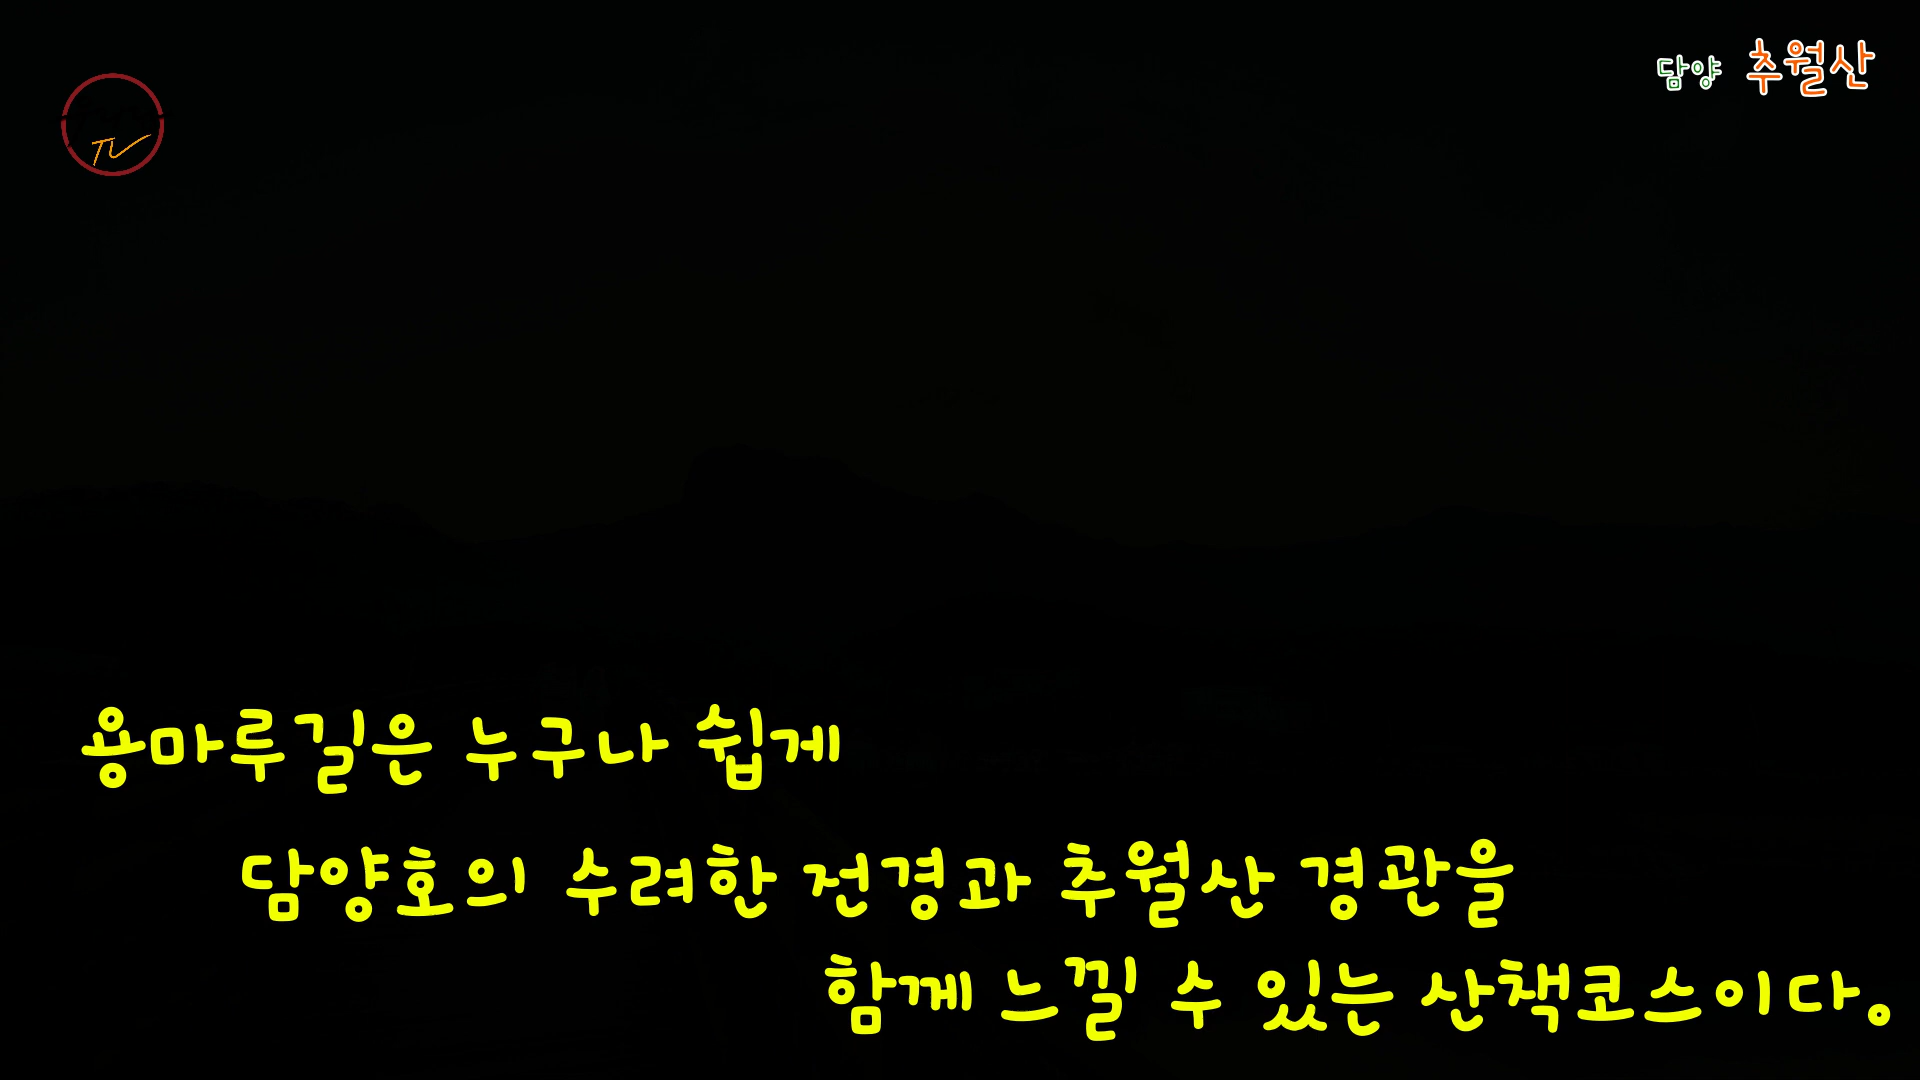 담양 추월산
TV
용마루길은 누구나 쉽게
담양호의 수려한 전경과 추월산 경관을
함께 느낄 수 있는 산책코스이다.